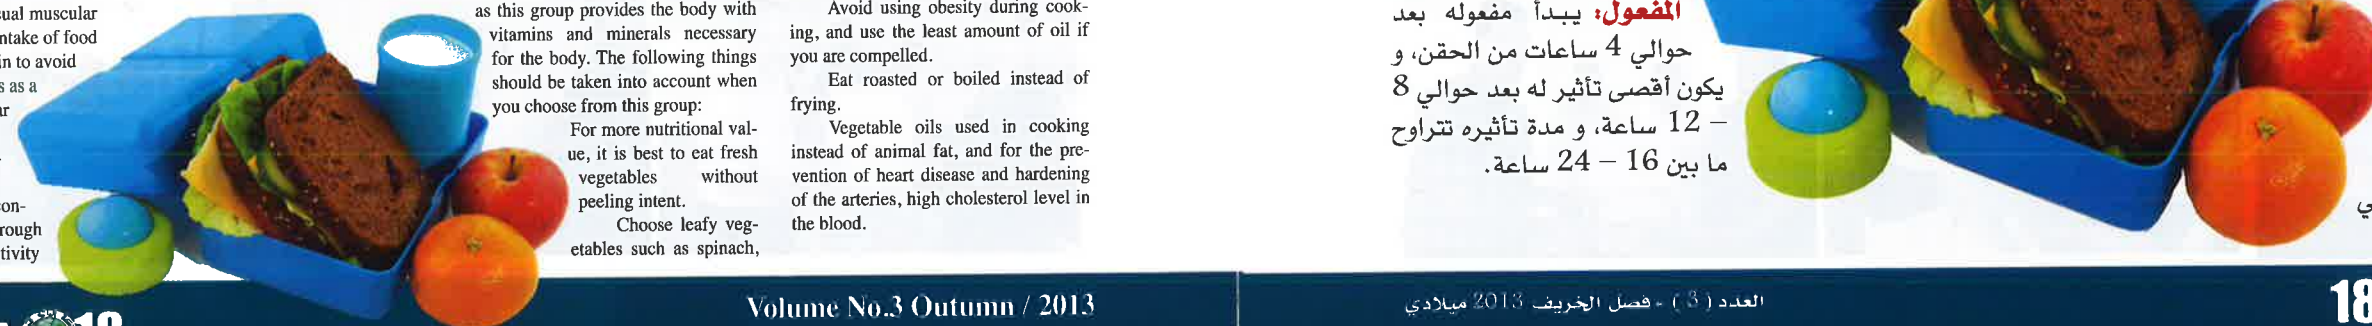 ual muscular
ntake of food
in to avoid
s as a
ar
on-
rough
tivity
as this group provides the body with
vitamins and minerals necessary
for the body. The following things
should be taken into account when
you choose from this group:
For more nutritional val-
ue, it is best to eat fresh
vegetables without
peeling intent.
Choose leafy veg-
etables such as spinach,
Avoid using obesity during cook-
ing, and use the least amount of oil if
you are compelled.
Eat roasted or boiled instead of
frying.
Vegetable oils used in cooking
instead of animal fat, and for the pre-
vention of heart disease and hardening
of the arteries, high cholesterol level in
the blood.
Volume No.3 Outumn / 2013
المفعول: يبدأ مفعوله بعد
حوالي 4 ساعات من الحقن، و
يكون أقصى تأثير له بعد حوالي 8
– 12 ساعة، و مدة تأثيره تتراوح
ما بين 16 – 24 ساعة.
ي
العدد ( 3 ) - فصل الخريف 2013 ميلادي
18